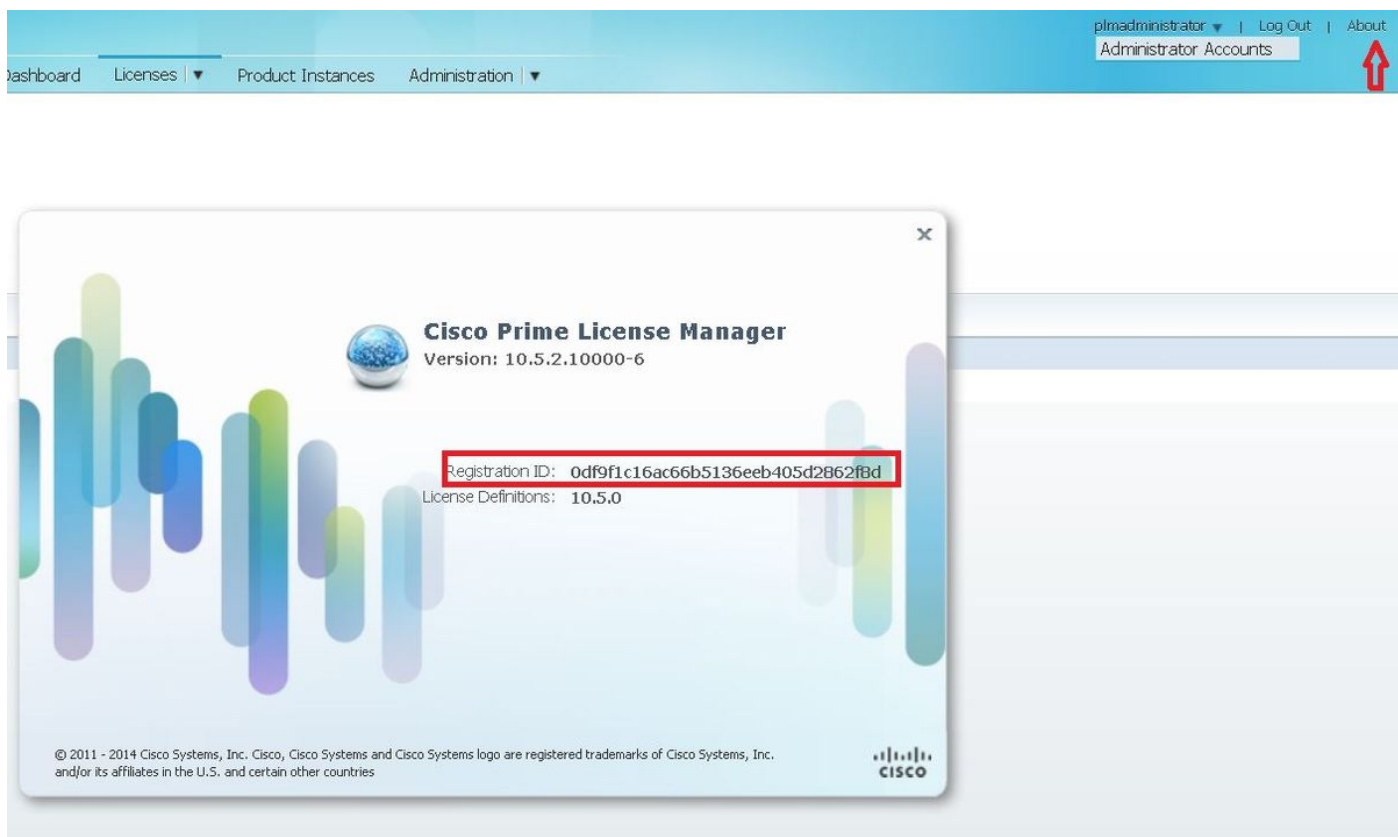 plmadministrator ▼ | Log Out | About
Administrator Accounts
Dashboard Licenses | ▼ Product Instances Administration | ▼
x
Cisco Prime License Manager
Version: 10.5.2.10000-6
Registration ID: 0df9f1c16ac66b5136eeb405d2862f8d
License Definitions: 10.5.0
© 2011 - 2014 Cisco Systems, Inc. Cisco, Cisco Systems and Cisco Systems logo are registered trademarks of Cisco Systems, Inc.
and/or its affiliates in the U.S. and certain other countries
CISCO